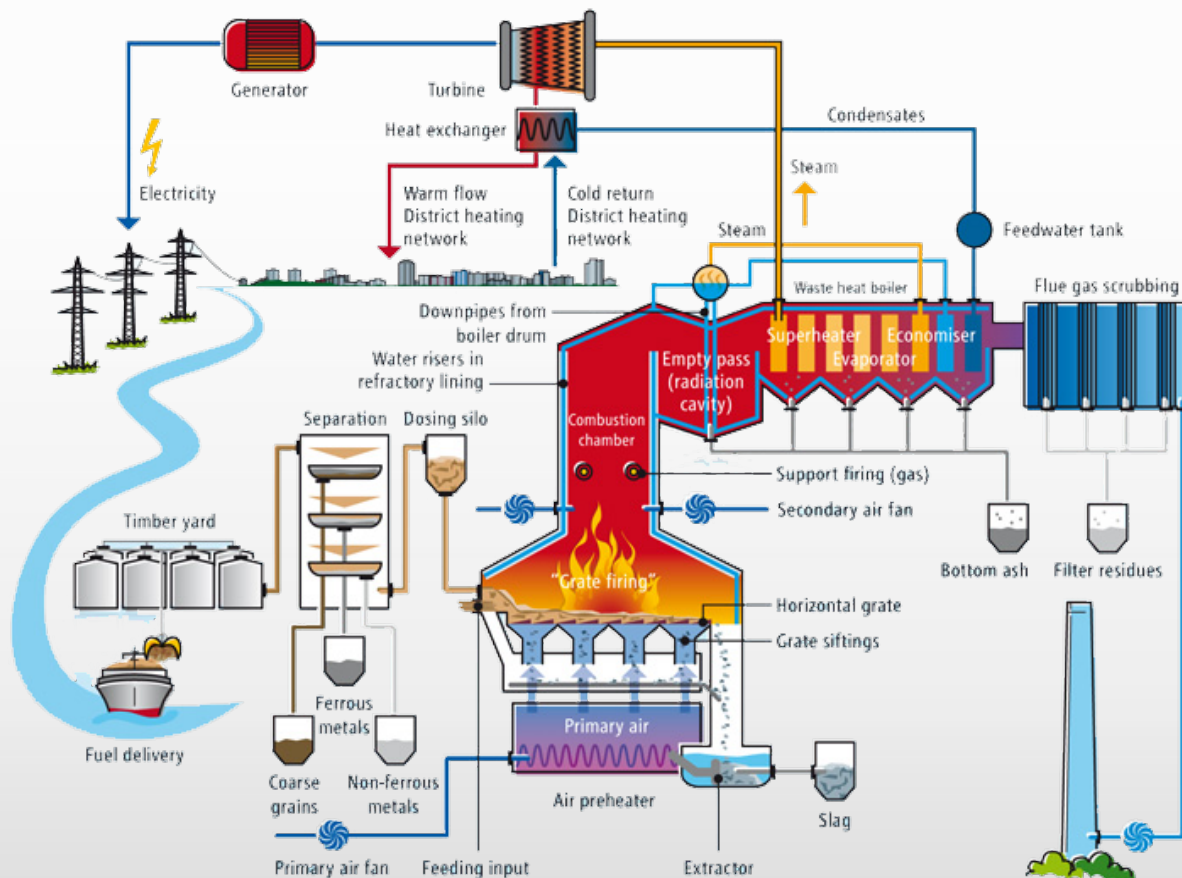 Generator
Turbine
Heat exchanger
Condensates
Steam
Electricity
Warm flow
District heating
network
Cold return
District heating
network
Steam
Feedwater tank
Waste heat boiler
Flue gas scrubbing
Downpipes from
boiler drum
Superheater
Economiser
Evaporator
Water risers in
refractory lining
Empty pass
(radiation
cavity)
Separation
Dosing silo
Combustion
chamber
Support firing (gas)
Secondary air fan
Timber yard
"Grate firing"
Bottom ash
Filter residues
Horizontal grate
Grate siftings
Ferrous
metals
Primary air
Fuel delivery
Coarse
grains
Non-ferrous
metals
Air preheater
Slag
Primary air fan
Feeding input
Extractor